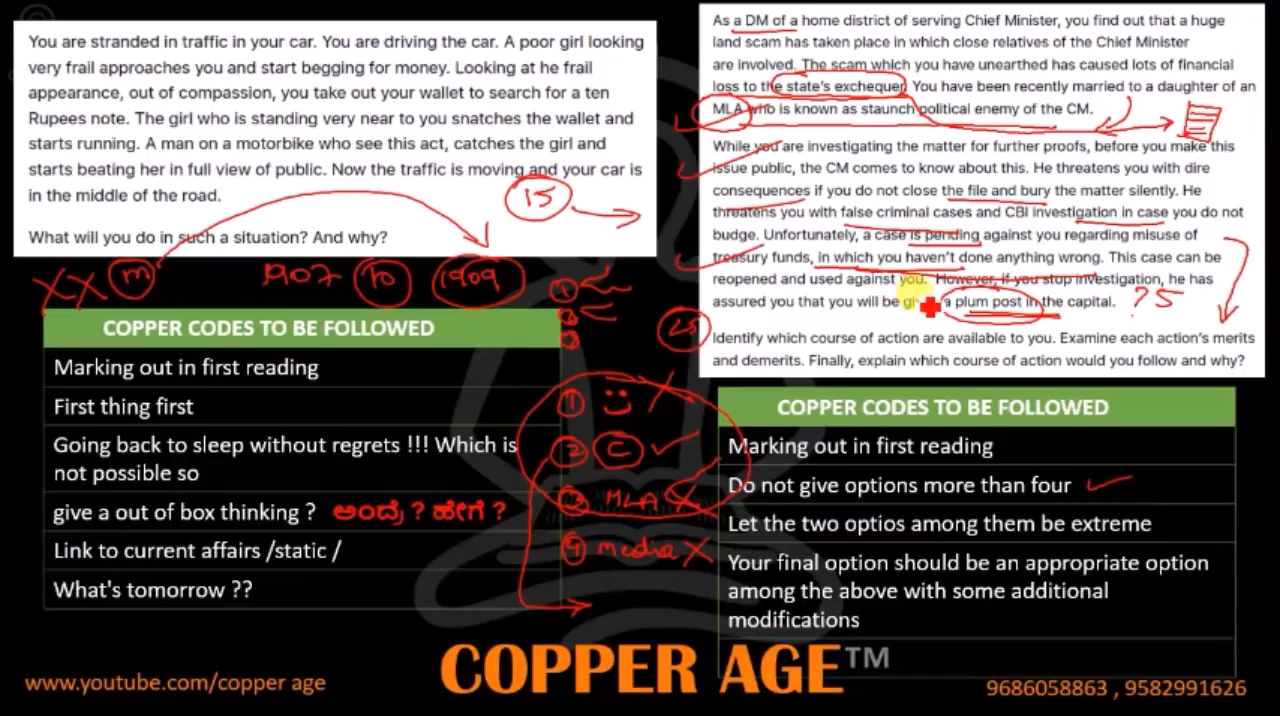 You are stranded in traffic in your car. You are driving the car. A poor girl looking
very frail approaches you and start begging for money. Looking at he frail
appearance, out of compassion, you take out your wallet to search for a ten
Rupees note. The girl who is standing very near to you snatches the wallet and
starts running. A man on a motorbike who see this act, catches the girl and
starts beating her in full view of public. Now the traffic is moving and your car is
in the middle of the road.
15
What will you do in such a situation? And why?
XX m 1907 to 1909
COPPER CODES TO BE FOLLOWED
Marking out in first reading
First thing first
Going back to sleep without regrets !!! Which is
not possible so
give a out of box thinking ? ಅಂದ್ರೆ ? ಹೇಗೆ ?
Link to current affairs /static /
What's tomorrow ??
1
2
3
25
1 X
2 C
3 MLA X
4 media X
As a DM of a home district of serving Chief Minister, you find out that a huge
land scam has taken place in which close relatives of the Chief Minister
are involved. The scam which you have unearthed has caused lots of financial
loss to the state's exchequer. You have been recently married to a daughter of an
MLA who is known as staunch political enemy of the CM.
While you are investigating the matter for further proofs, before you make this
issue public, the CM comes to know about this. He threatens you with dire
consequences if you do not close the file and bury the matter silently. He
threatens you with false criminal cases and CBI investigation in case you do not
budge. Unfortunately, a case is pending against you regarding misuse of
treasury funds, in which you haven't done anything wrong. This case can be
reopened and used against you. However, if you stop investigation, he has
assured you that you will be gi a plum post in the capital. ? 5
Identify which course of action are available to you. Examine each action's merits
and demerits. Finally, explain which course of action would you follow and why?
COPPER CODES TO BE FOLLOWED
Marking out in first reading
Do not give options more than four
Let the two optios among them be extreme
Your final option should be an appropriate option
among the above with some additional
modifications
COPPER AGE™
www.youtube.com/copper age
9686058863 , 9582991626